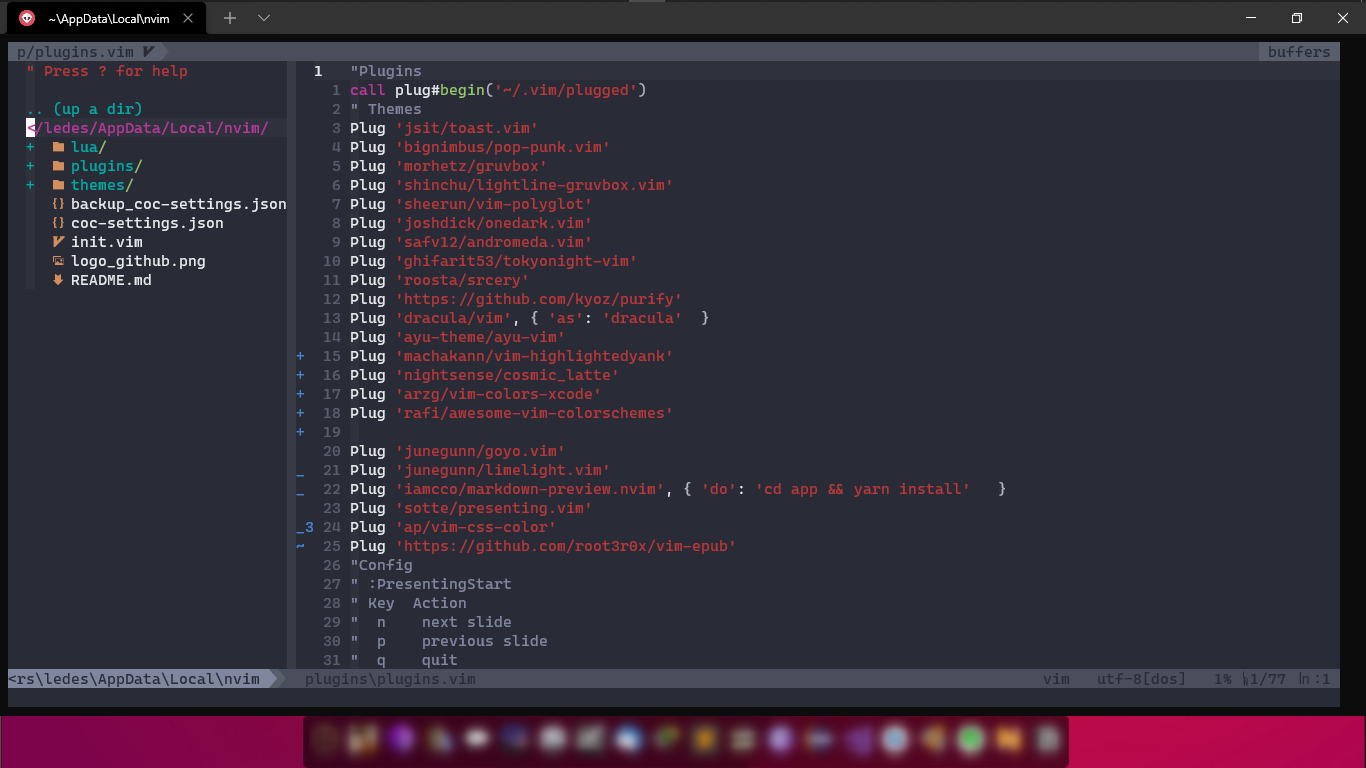 ~\AppData\Local\nvim
p/plugins.vim
buffers
" Press ? for help
.. (up a dir)
</ledes/AppData/Local/nvim/
+ lua/
+ plugins/
+ themes/
{} backup_coc-settings.json
{} coc-settings.json
init.vim
logo_github.png
README.md
1 "Plugins
1 call plug#begin('~/.vim/plugged')
2 " Themes
3 Plug 'jsit/toast.vim'
4 Plug 'bignimbus/pop-punk.vim'
5 Plug 'morhetz/gruvbox'
6 Plug 'shinchu/lightline-gruvbox.vim'
7 Plug 'sheerun/vim-polyglot'
8 Plug 'joshdick/onedark.vim'
9 Plug 'safv12/andromeda.vim'
10 Plug 'ghifarit53/tokyonight-vim'
11 Plug 'roosta/srcery'
12 Plug 'https://github.com/kyoz/purify'
13 Plug 'dracula/vim', { 'as': 'dracula'  }
14 Plug 'ayu-theme/ayu-vim'
+ 15 Plug 'machakann/vim-highlightedyank'
+ 16 Plug 'nightsense/cosmic_latte'
+ 17 Plug 'arzg/vim-colors-xcode'
+ 18 Plug 'rafi/awesome-vim-colorschemes'
+ 19
20 Plug 'junegunn/goyo.vim'
_ 21 Plug 'junegunn/limelight.vim'
_ 22 Plug 'iamcco/markdown-preview.nvim', { 'do': 'cd app && yarn install'   }
23 Plug 'sotte/presenting.vim'
_3 24 Plug 'ap/vim-css-color'
~ 25 Plug 'https://github.com/root3r0x/vim-epub'
26 "Config
27 " :PresentingStart
28 " Key  Action
29 "  n    next slide
30 "  p    previous slide
31 "  q    quit
<rs\ledes\AppData\Local\nvim
plugins\plugins.vim
vim utf-8[dos] 1% 1/77 :1